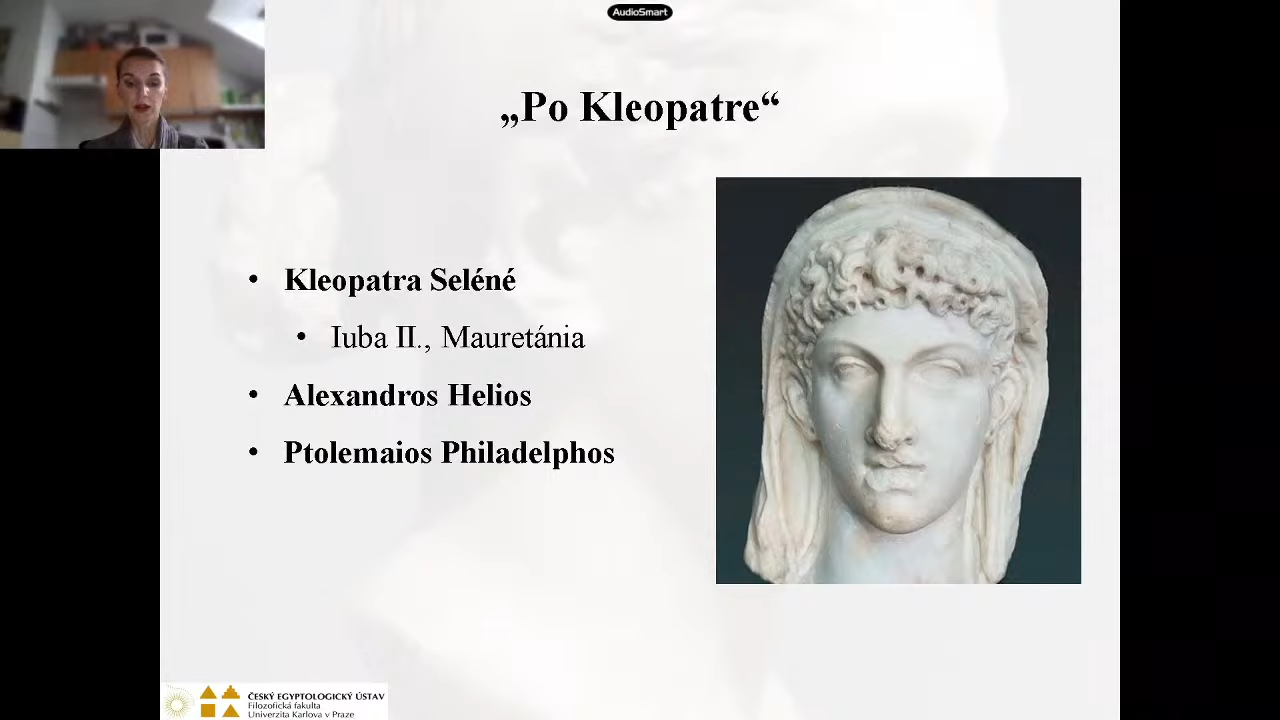 AudioSmart
„Po Kleopatre“
• Kleopatra Seléné
• Iuba II., Mauretánia
• Alexandros Helios
• Ptolemaios Philadelphos
ČESKÝ EGYPTOLOGICKÝ ÚSTAV
Filozofická fakulta
Univerzita Karlova v Praze